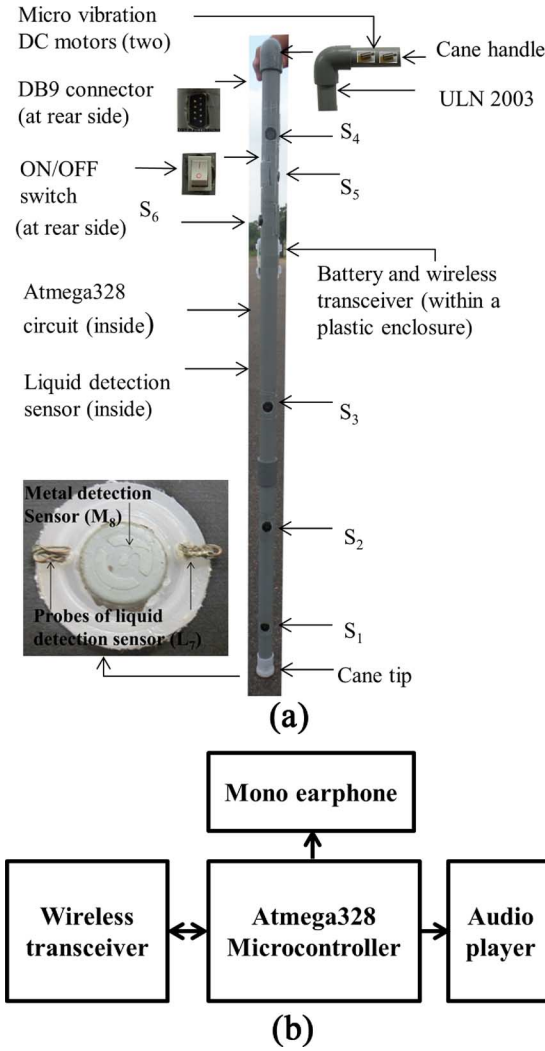 Micro vibration
DC motors (two)
Cane handle
DB9 connector
(at rear side)
ULN 2003
S4
ON/OFF
switch
(at rear side)
S6
S5
Battery and wireless
transceiver (within a
plastic enclosure)
Atmega328
circuit (inside)
Liquid detection
sensor (inside)
S3
Metal detection
Sensor (M8)
S2
Probes of liquid
detection sensor (L7)
S1
Cane tip
(a)
Mono earphone
Wireless
transceiver
Atmega328
Microcontroller
Audio
player
(b)